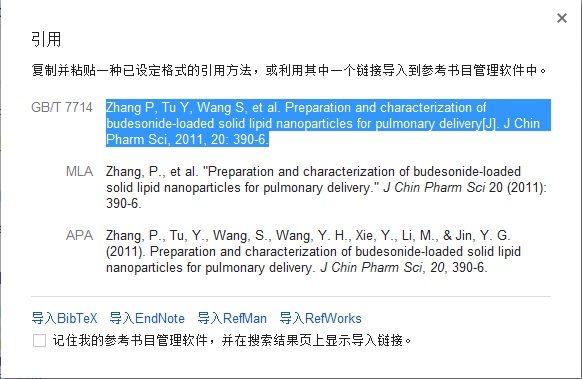 引用
复制并粘贴一种已设定格式的引用方法，或利用其中一个链接导入到参考书目管理软件中。
GB/T 7714 Zhang P, Tu Y, Wang S, et al. Preparation and characterization of
budesonide-loaded solid lipid nanoparticles for pulmonary delivery[J]. J Chin
Pharm Sci, 2011, 20: 390-6.
MLA Zhang, P., et al. "Preparation and characterization of budesonide-loaded
solid lipid nanoparticles for pulmonary delivery." J Chin Pharm Sci 20 (2011):
390-6.
APA Zhang, P., Tu, Y., Wang, S., Wang, Y. H., Xie, Y., Li, M., & Jin, Y. G.
(2011). Preparation and characterization of budesonide-loaded solid lipid
nanoparticles for pulmonary delivery. J Chin Pharm Sci, 20, 390-6.
导入BibTeX 导入EndNote 导入RefMan 导入RefWorks
记住我的参考书目管理软件，并在搜索结果页上显示导入链接。